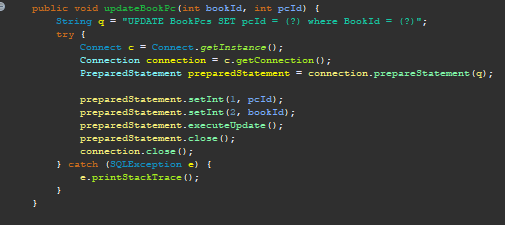 public void updateBookPc(int bookId, int pcId) {
String q = "UPDATE BookPcs SET pcId = (?) where BookId = (?)";
try {
Connect c = Connect.getInstance();
Connection connection = c.getConnection();
PreparedStatement preparedStatement = connection.prepareStatement(q);
preparedStatement.setInt(1, pcId);
preparedStatement.setInt(2, bookId);
preparedStatement.executeUpdate();
preparedStatement.close();
connection.close();
} catch (SQLException e) {
e.printStackTrace();
}
}